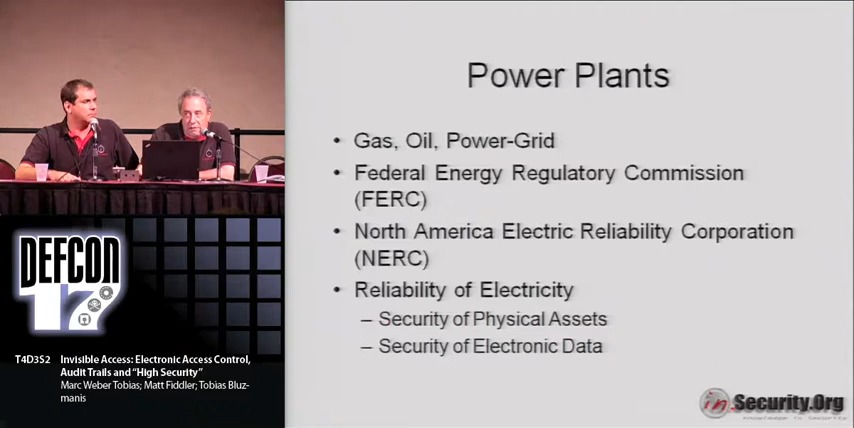 Power Plants
• Gas, Oil, Power-Grid
• Federal Energy Regulatory Commission
(FERC)
• North America Electric Reliability Corporation
(NERC)
• Reliability of Electricity
– Security of Physical Assets
– Security of Electronic Data
DEFCON
17
T4D3S2 Invisible Access: Electronic Access Control,
Audit Trails and “High Security”
Marc Weber Tobias; Matt Fiddler; Tobias Bluz-
manis
in.Security.Org